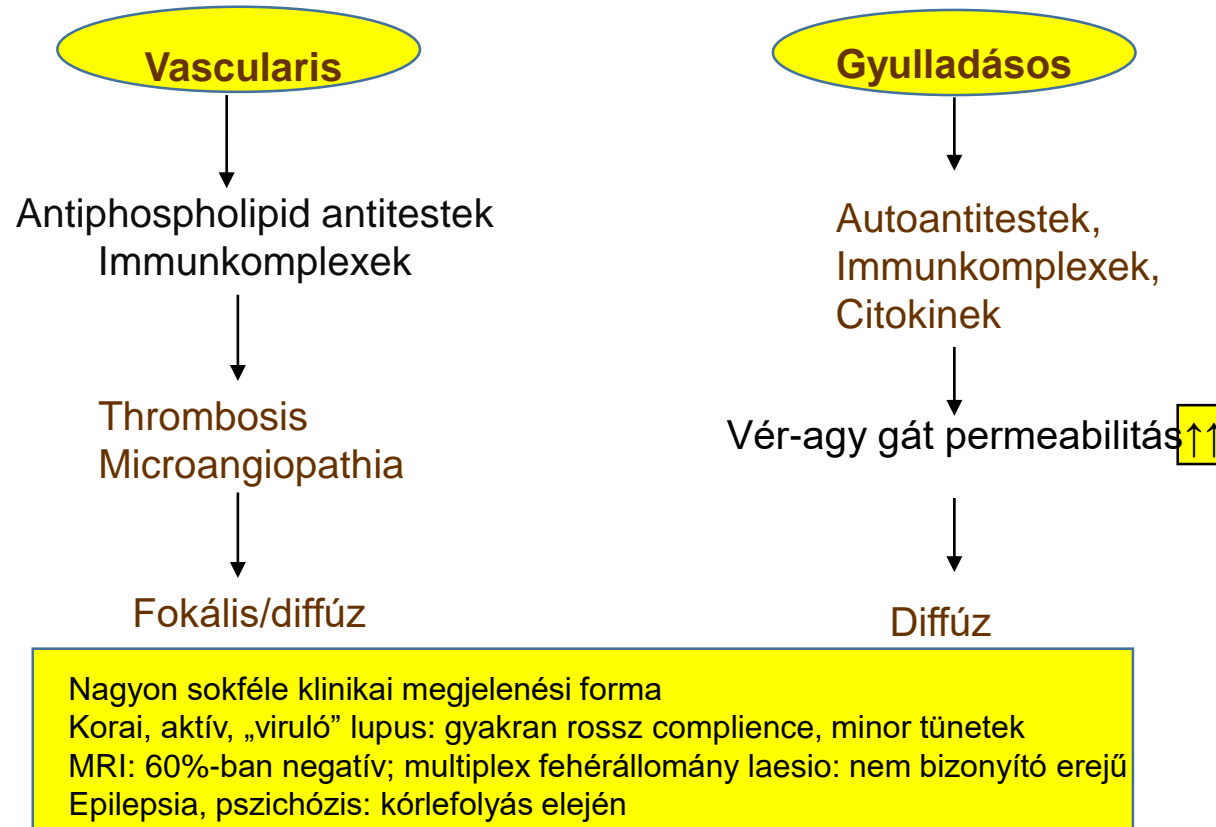 Vascularis
Antiphospholipid antitestek
Immunkomplexek
Thrombosis
Microangiopathia
Fokális/diffúz
Gyulladásos
Autoantitestek,
Immunkomplexek,
Citokinek
Vér-agy gát permeabilitás↑↑
Diffúz
Nagyon sokféle klinikai megjelenési forma
Korai, aktív, „viruló” lupus: gyakran rossz complience, minor tünetek
MRI: 60%-ban negatív; multiplex fehérállomány laesio: nem bizonyító erejű
Epilepsia, pszichózis: kórlefolyás elején